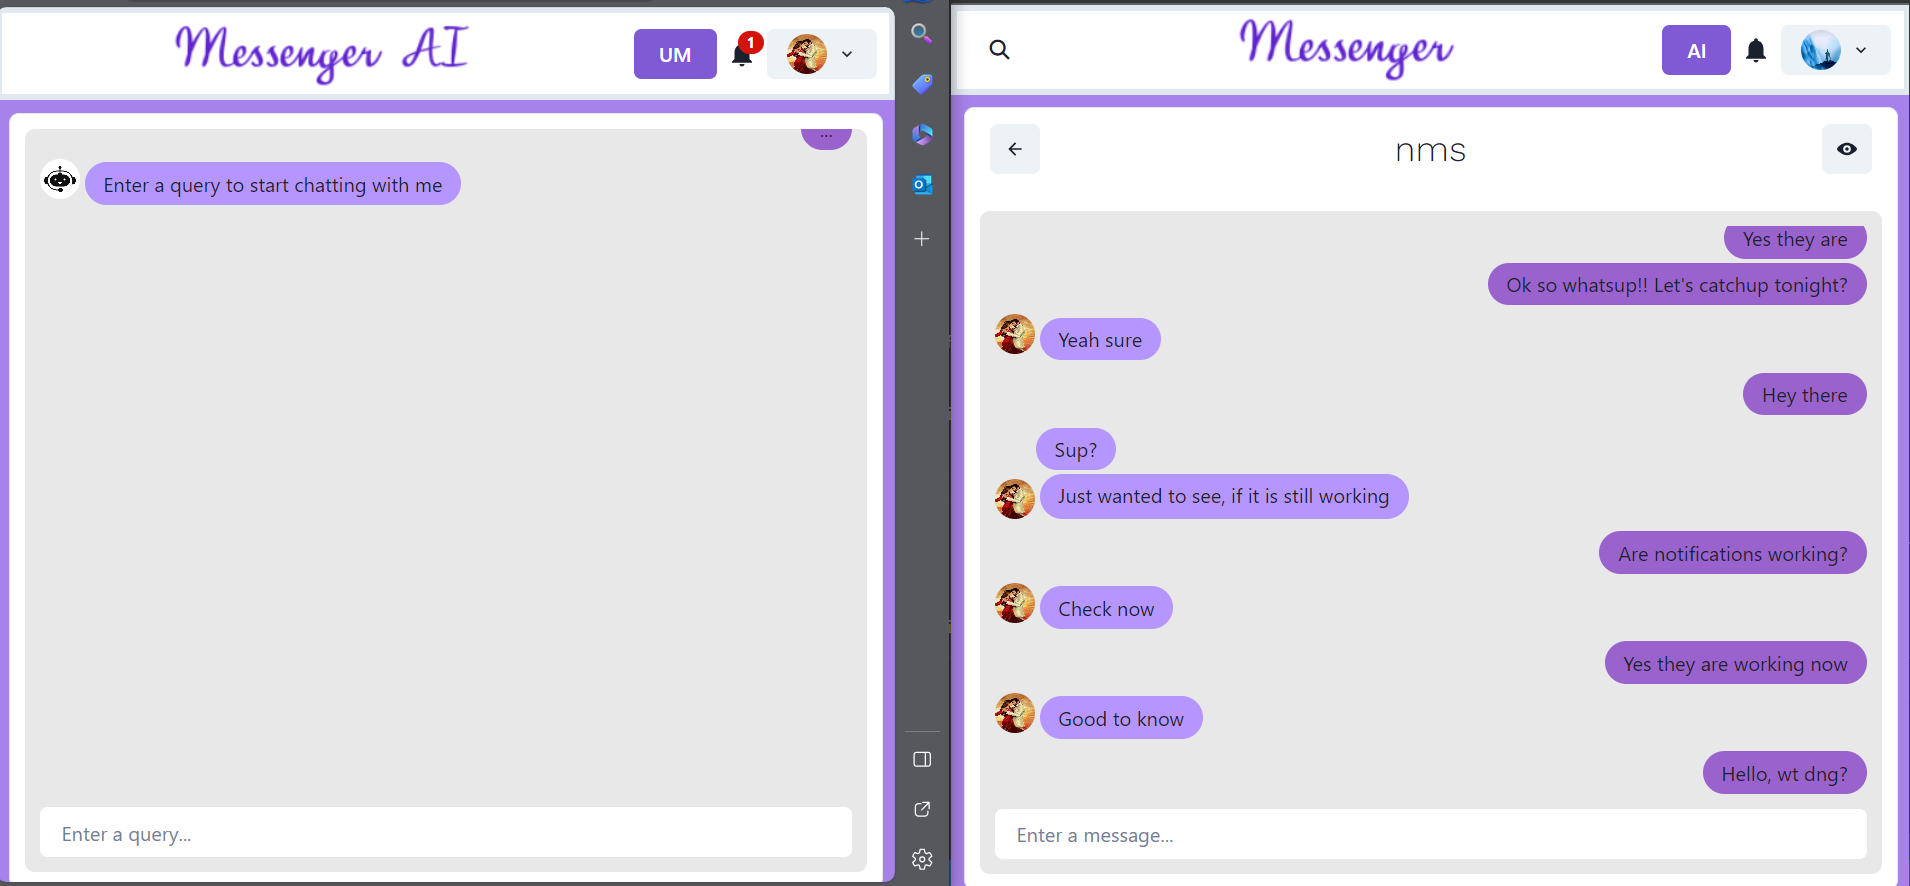 Messenger AI
UM
1
...
Enter a query to start chatting with me
Enter a query...
Messenger
AI
nms
Yes they are
Ok so whatsup!! Let's catchup tonight?
Yeah sure
Hey there
Sup?
Just wanted to see, if it is still working
Are notifications working?
Check now
Yes they are working now
Good to know
Hello, wt dng?
Enter a message...